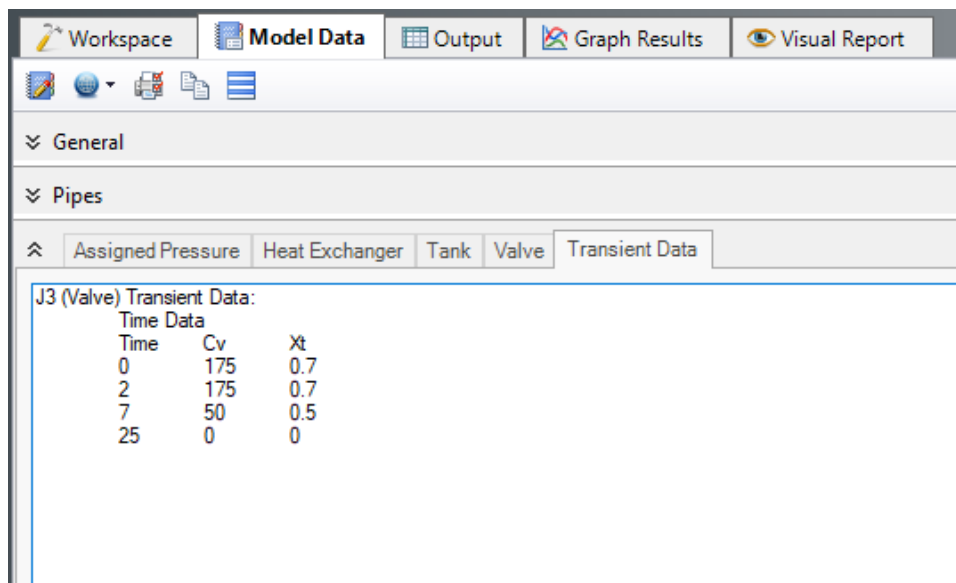 Workspace Model Data Output Graph Results Visual Report
General
Pipes
Assigned Pressure Heat Exchanger Tank Valve Transient Data
J3 (Valve) Transient Data:
Time Data
Time Cv Xt
0 175 0.7
2 175 0.7
7 50 0.5
25 0 0